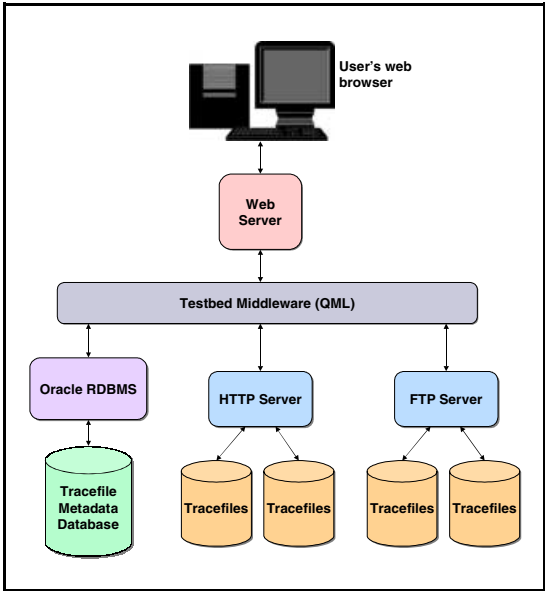 User's web
browser
Web
Server
Testbed Middleware (QML)
Oracle RDBMS
HTTP Server
FTP Server
Tracefile
Metadata
Database
Tracefiles
Tracefiles
Tracefiles
Tracefiles